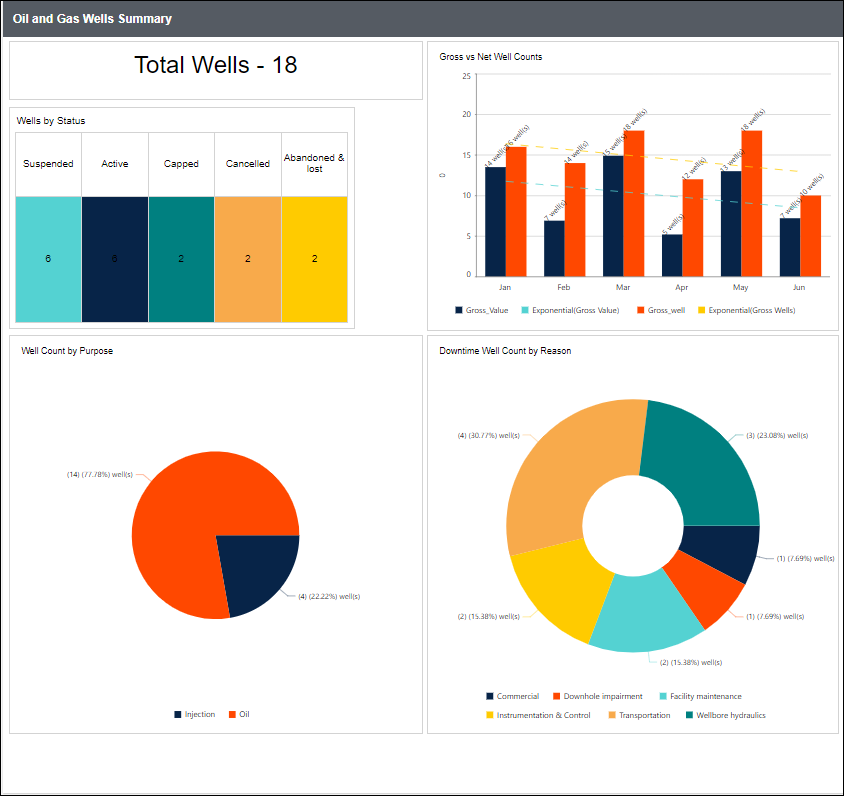 Oil and Gas Wells Summary
Total Wells - 18
Wells by Status
Suspended
Active
Capped
Cancelled
Abandoned &
lost
6
6
2
2
2
Gross vs Net Well Counts
25
20
15
10
5
0
14 well(s)
16 well(s)
7 well(s)
14 well(s)
15 well(s)
18 well(s)
5 well(s)
12 well(s)
13 well(s)
18 well(s)
7 well(s)
10 well(s)
Jan
Feb
Mar
Apr
May
Jun
Gross_Value
Exponential(Gross Value)
Gross_well
Exponential(Gross Wells)
Well Count by Purpose
(14) (77.78%) well(s)
(4) (22.22%) well(s)
Injection
Oil
Downtime Well Count by Reason
(4) (30.77%) well(s)
(3) (23.08%) well(s)
(1) (7.69%) well(s)
(2) (15.38%) well(s)
(1) (7.69%) well(s)
(2) (15.38%) well(s)
Commercial
Downhole impairment
Facility maintenance
Instrumentation & Control
Transportation
Wellbore hydraulics